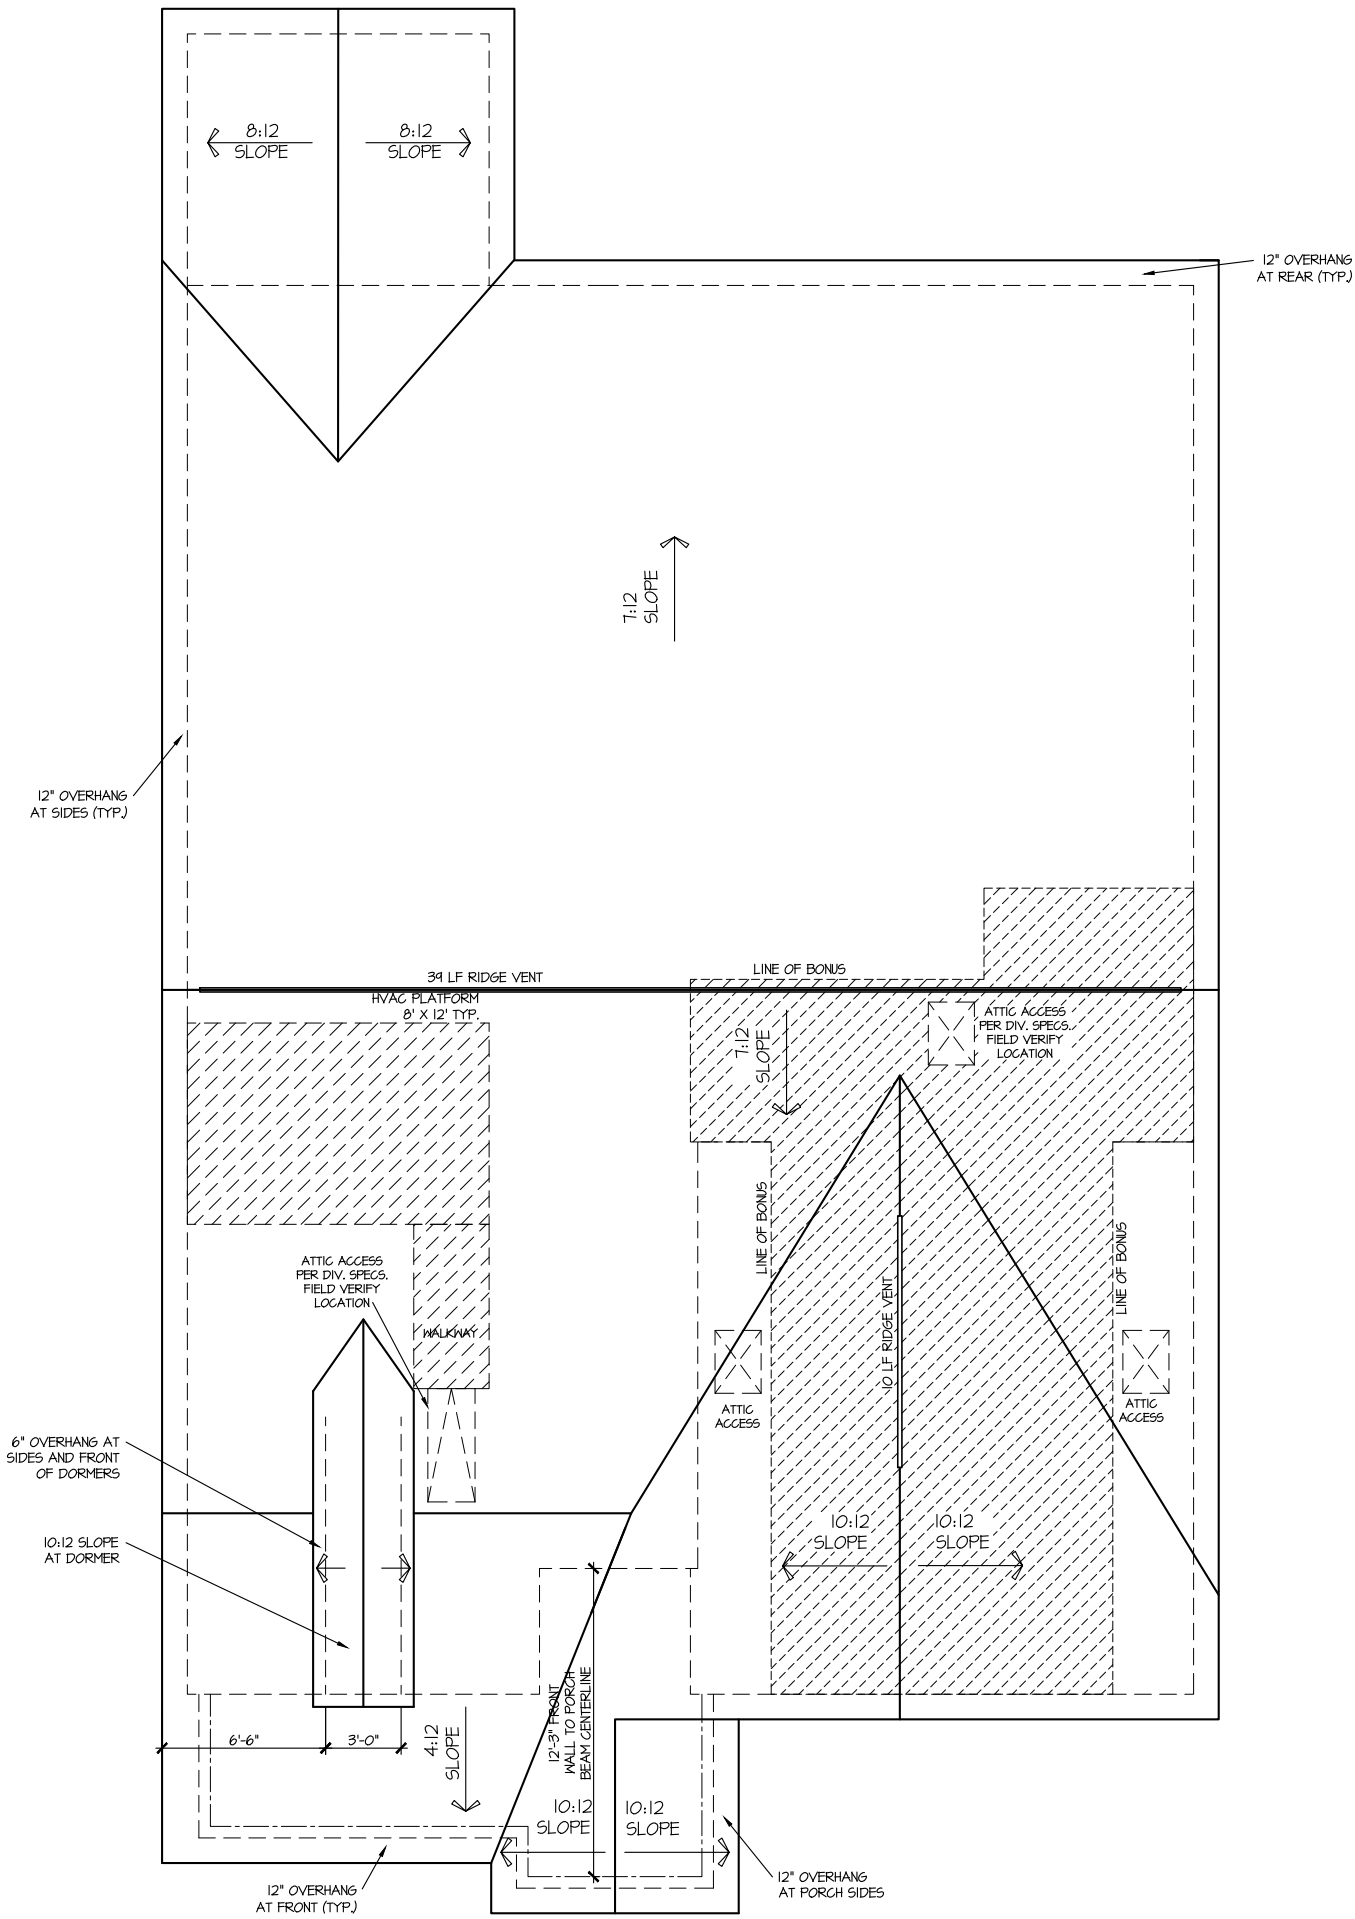 8:12
SLOPE
8:12
SLOPE
12" OVERHANG
AT REAR (TYP.)
7:12
SLOPE
12" OVERHANG
AT SIDES (TYP.)
39 LF RIDGE VENT
LINE OF BONUS
HVAC PLATFORM
8' X 12' TYP.
7:12
SLOPE
ATTIC ACCESS
PER DIV. SPECS.
FIELD VERIFY
LOCATION
LINE OF BONUS
LINE OF BONUS
ATTIC ACCESS
PER DIV. SPECS.
FIELD VERIFY
LOCATION
WALKWAY
10 LF RIDGE VENT
ATTIC
ACCESS
ATTIC
ACCESS
6" OVERHANG AT
SIDES AND FRONT
OF DORMERS
10:12 SLOPE
AT DORMER
10:12
SLOPE
10:12
SLOPE
12'-3" FRONT
WALL TO PORCH
BEAM CENTERLINE
6'-6"
3'-0"
4:12
SLOPE
10:12
SLOPE
10:12
SLOPE
12" OVERHANG
AT FRONT (TYP.)
12" OVERHANG
AT PORCH SIDES